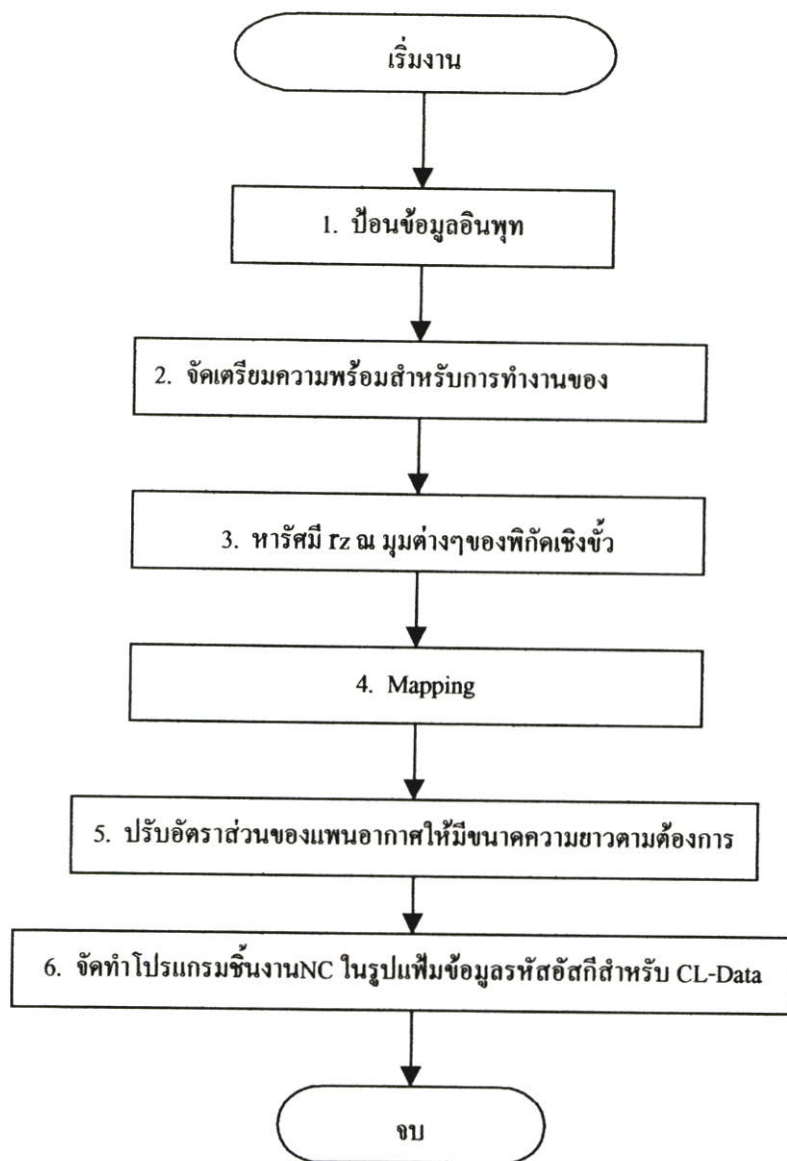 เริ่มงาน
1. ป้อนข้อมูลอินพุท
2. จัดเตรียมความพร้อมสำหรับการทำงานของ
3. หารัศมี rz ณ มุมต่างๆของพิกัดเชิงขั้ว
4. Mapping
5. ปรับอัตราส่วนของแพนอากาศให้มีขนาดความยาวตามต้องการ
6. จัดทำโปรแกรมชิ้นงานNC ในรูปแฟ้มข้อมูลรหัสอัสกีสำหรับ CL-Data
จบ